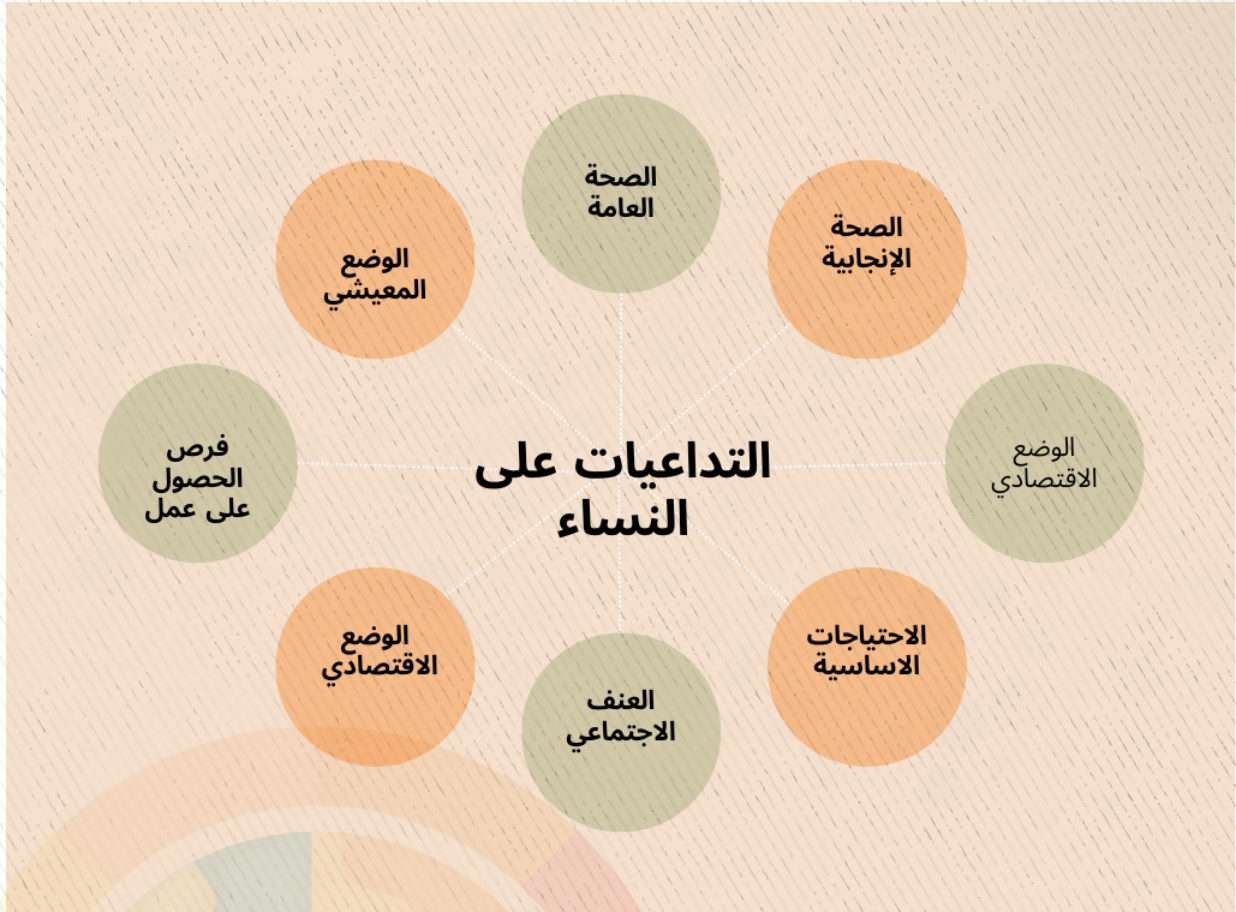 الصحة
العامة
الصحة
الإنجابية
الوضع
المعيشي
التداعيات على
النساء
الوضع
الاقتصادي
فرص
الحصول
على عمل
الاحتياجات
الاساسية
الوضع
الاقتصادي
العنف
الاجتماعي